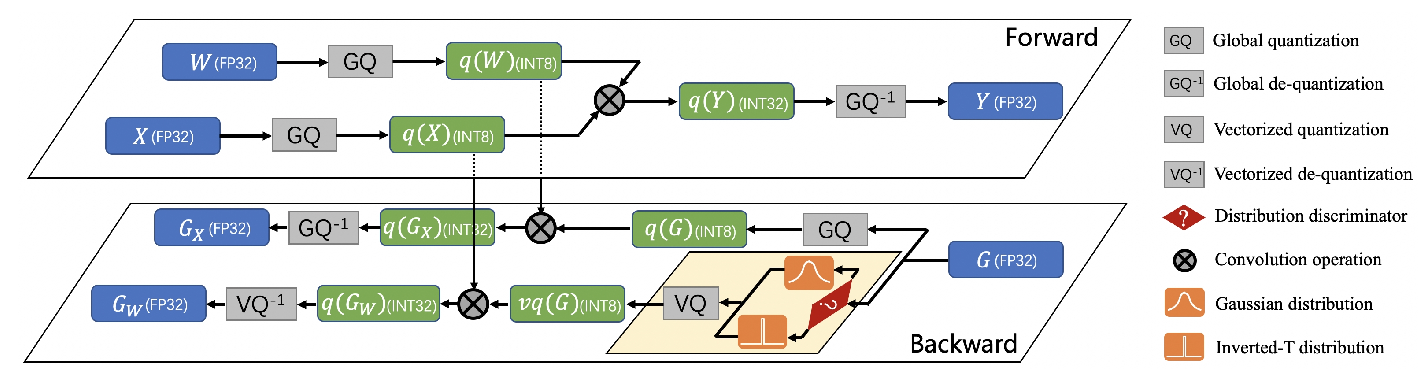 Forward
W (FP32) GQ q(W)(INT8)
q(Y)(INT32) GQ⁻¹ Y (FP32)
X (FP32) GQ q(X)(INT8)
G_X (FP32) GQ⁻¹ q(G_X)(INT32) q(G)(INT8) GQ
G (FP32)
?
G_W (FP32) VQ⁻¹ q(G_W)(INT32) vq(G)(INT8) VQ
Backward
GQ Global quantization
GQ⁻¹ Global de-quantization
VQ Vectorized quantization
VQ⁻¹ Vectorized de-quantization
? Distribution discriminator
Convolution operation
Gaussian distribution
Inverted-T distribution